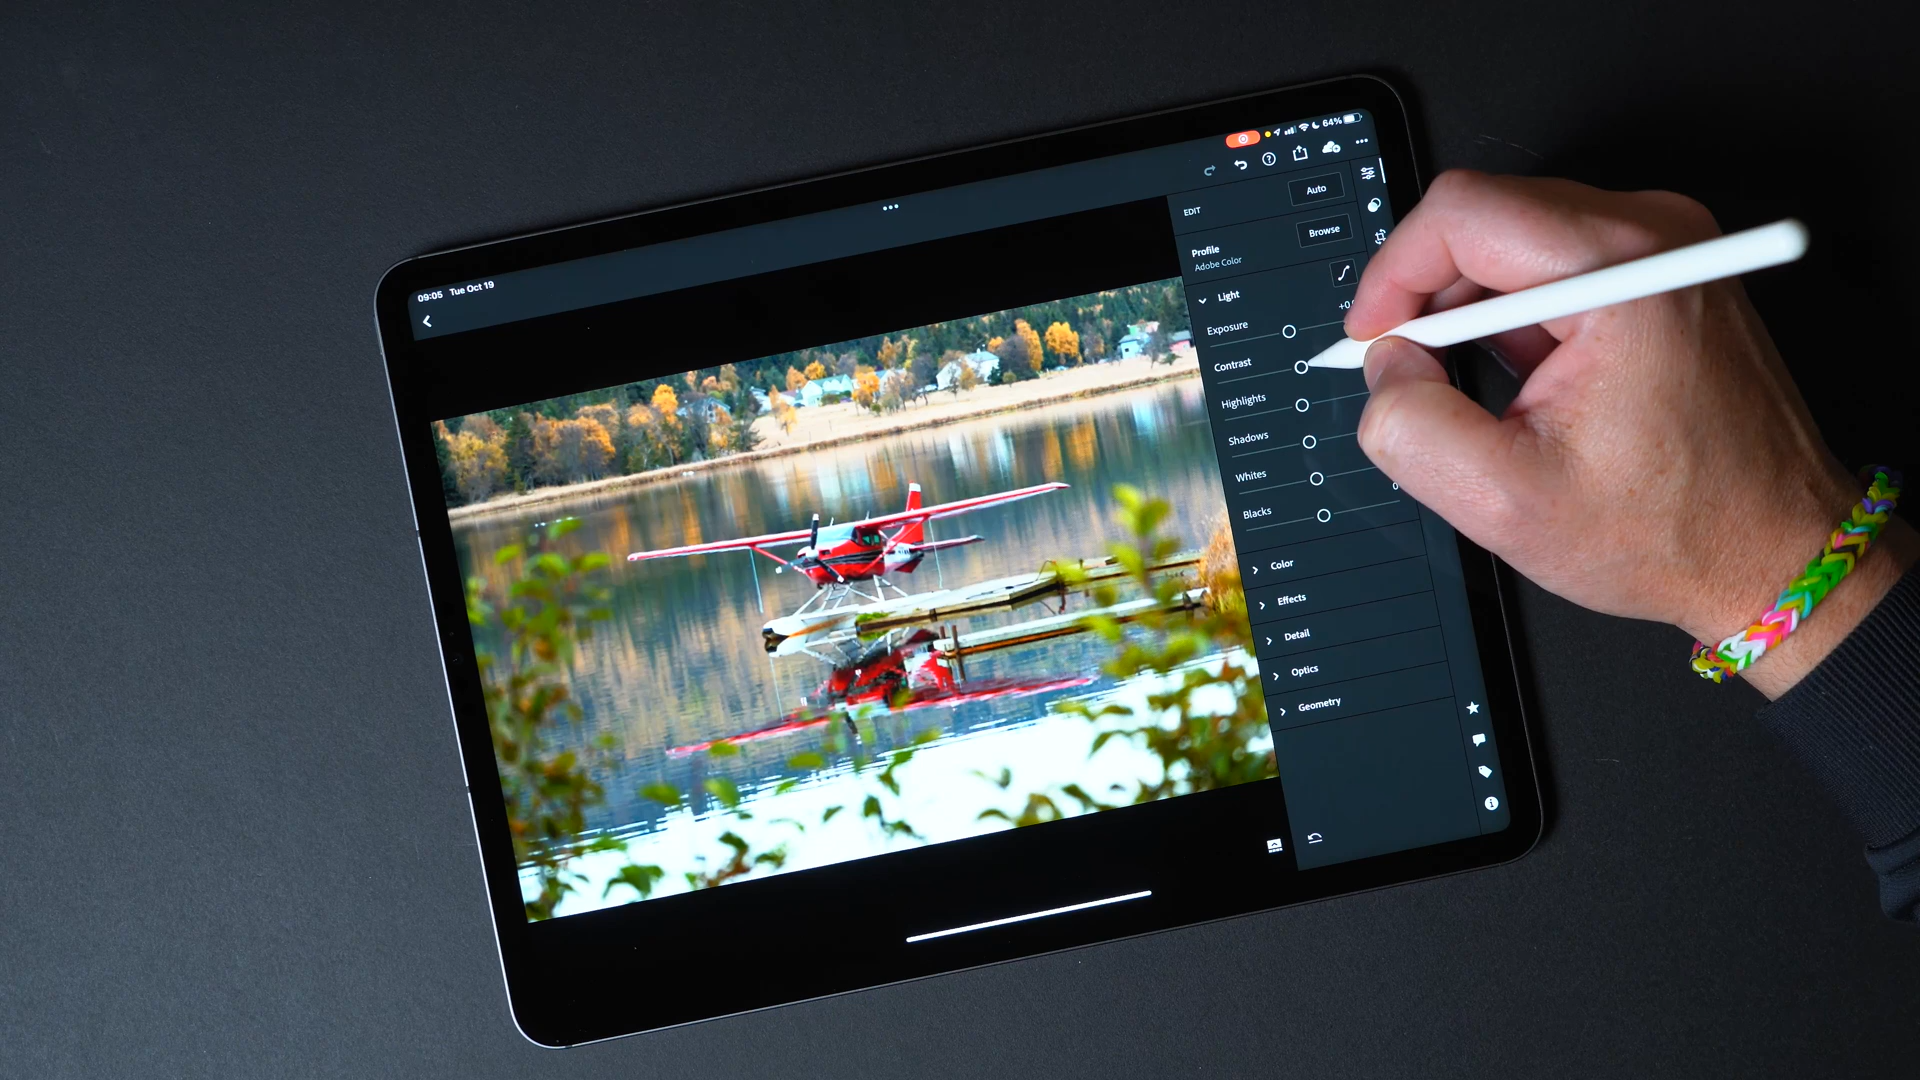 09:05 Tue Oct 19
64%
EDIT
Auto
Profile
Adobe Color
Browse
Light
Exposure
Contrast
Highlights
Shadows
Whites
0
Blacks
Color
Effects
Detail
Optics
Geometry